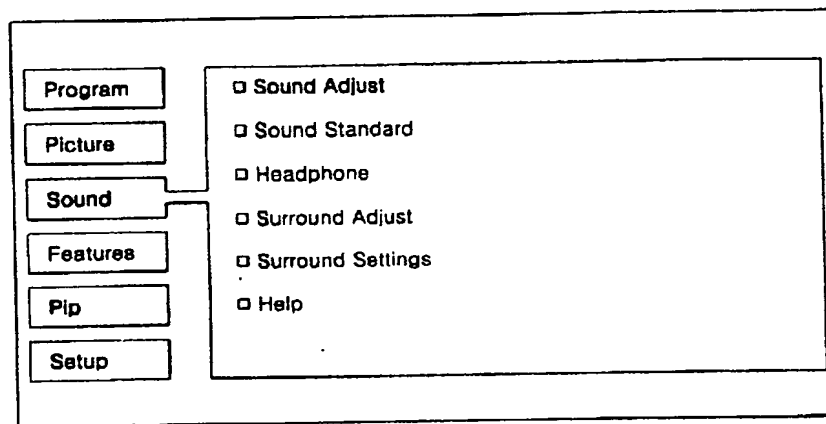 Program
Picture
Sound
Features
Pip
Setup
Sound Adjust
Sound Standard
Headphone
Surround Adjust
Surround Settings
Help